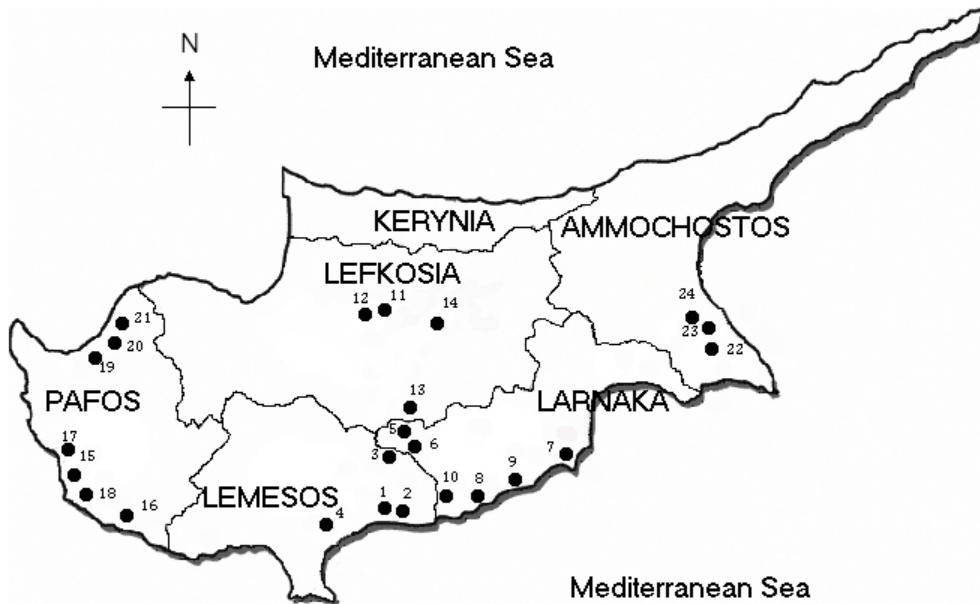 N
Mediterranean Sea
KERYNIA
AMMOCHOSTOS
LEFKOSIA
12 11 14
24
23
22
21
20
19
PAFOS
13
LARNAKA
5
6
3
17
15
18
16
LEMESOS
1 2
4
10 8 9 7
Mediterranean Sea